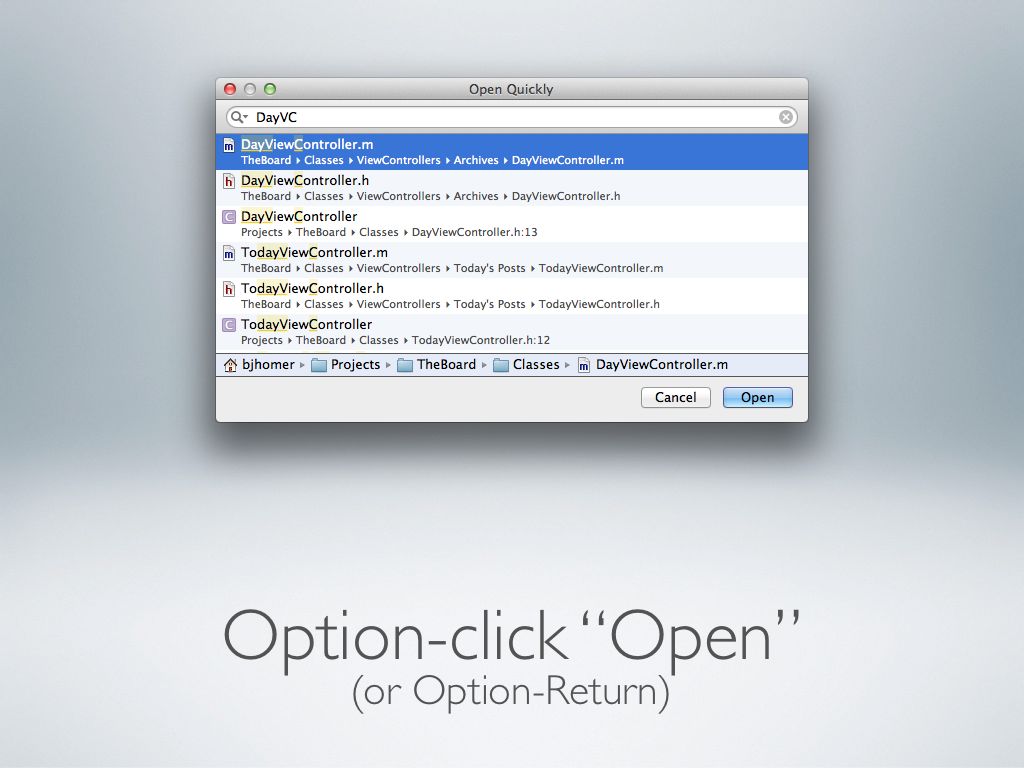 Open Quickly
DayVC
m DayViewController.m
TheBoard ▸ Classes ▸ ViewControllers ▸ Archives ▸ DayViewController.m
h DayViewController.h
TheBoard ▸ Classes ▸ ViewControllers ▸ Archives ▸ DayViewController.h
C DayViewController
Projects ▸ TheBoard ▸ Classes ▸ DayViewController.h:13
m TodayViewController.m
TheBoard ▸ Classes ▸ ViewControllers ▸ Today's Posts ▸ TodayViewController.m
h TodayViewController.h
TheBoard ▸ Classes ▸ ViewControllers ▸ Today's Posts ▸ TodayViewController.h
C TodayViewController
Projects ▸ TheBoard ▸ Classes ▸ TodayViewController.h:12
bjhomer ▸ Projects ▸ TheBoard ▸ Classes ▸ m DayViewController.m
Cancel Open
Option-click “Open”
(or Option-Return)